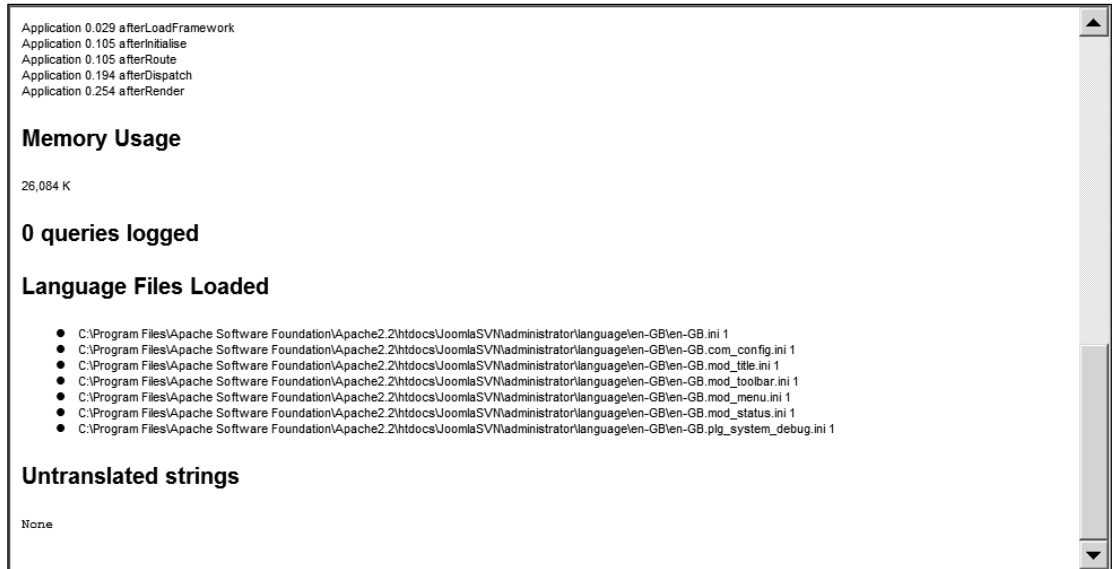 Application 0.029 afterLoadFramework
Application 0.105 afterInitialise
Application 0.105 afterRoute
Application 0.194 afterDispatch
Application 0.254 afterRender
Memory Usage
26,084 K
0 queries logged
Language Files Loaded
● C:\Program Files\Apache Software Foundation\Apache2.2\htdocs\JoomlaSVN\administrator\language\en-GB\en-GB.ini 1
● C:\Program Files\Apache Software Foundation\Apache2.2\htdocs\JoomlaSVN\administrator\language\en-GB\en-GB.com_config.ini 1
● C:\Program Files\Apache Software Foundation\Apache2.2\htdocs\JoomlaSVN\administrator\language\en-GB\en-GB.mod_title.ini 1
● C:\Program Files\Apache Software Foundation\Apache2.2\htdocs\JoomlaSVN\administrator\language\en-GB\en-GB.mod_toolbar.ini 1
● C:\Program Files\Apache Software Foundation\Apache2.2\htdocs\JoomlaSVN\administrator\language\en-GB\en-GB.mod_menu.ini 1
● C:\Program Files\Apache Software Foundation\Apache2.2\htdocs\JoomlaSVN\administrator\language\en-GB\en-GB.mod_status.ini 1
● C:\Program Files\Apache Software Foundation\Apache2.2\htdocs\JoomlaSVN\administrator\language\en-GB\en-GB.plg_system_debug.ini 1
Untranslated strings
None